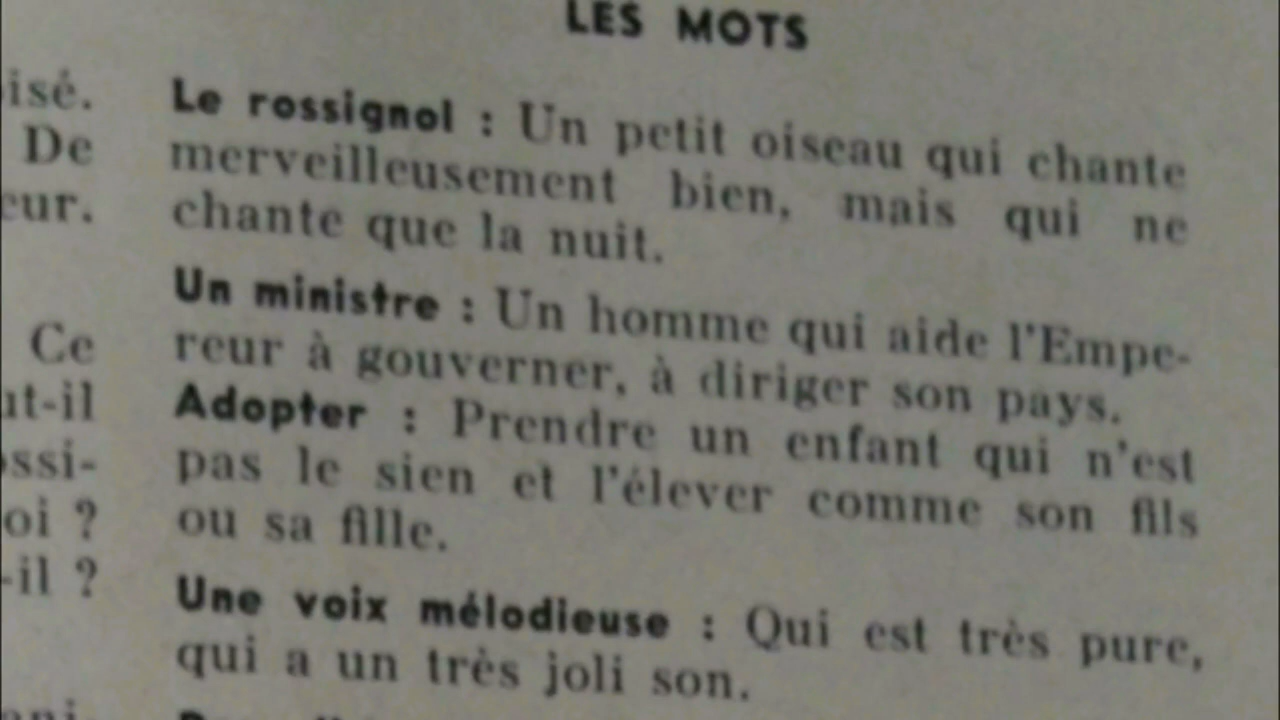 LES MOTS
isé.
De
eur.
Ce
ut-il
ssi-
oi ?
-il ?
Le rossignol : Un petit oiseau qui chante
merveilleusement bien, mais qui ne
chante que la nuit.
Un ministre : Un homme qui aide l'Empe-
reur à gouverner, à diriger son pays.
Adopter : Prendre un enfant qui n'est
pas le sien et l'élever comme son fils
ou sa fille.
Une voix mélodieuse : Qui est très pure,
qui a un très joli son.